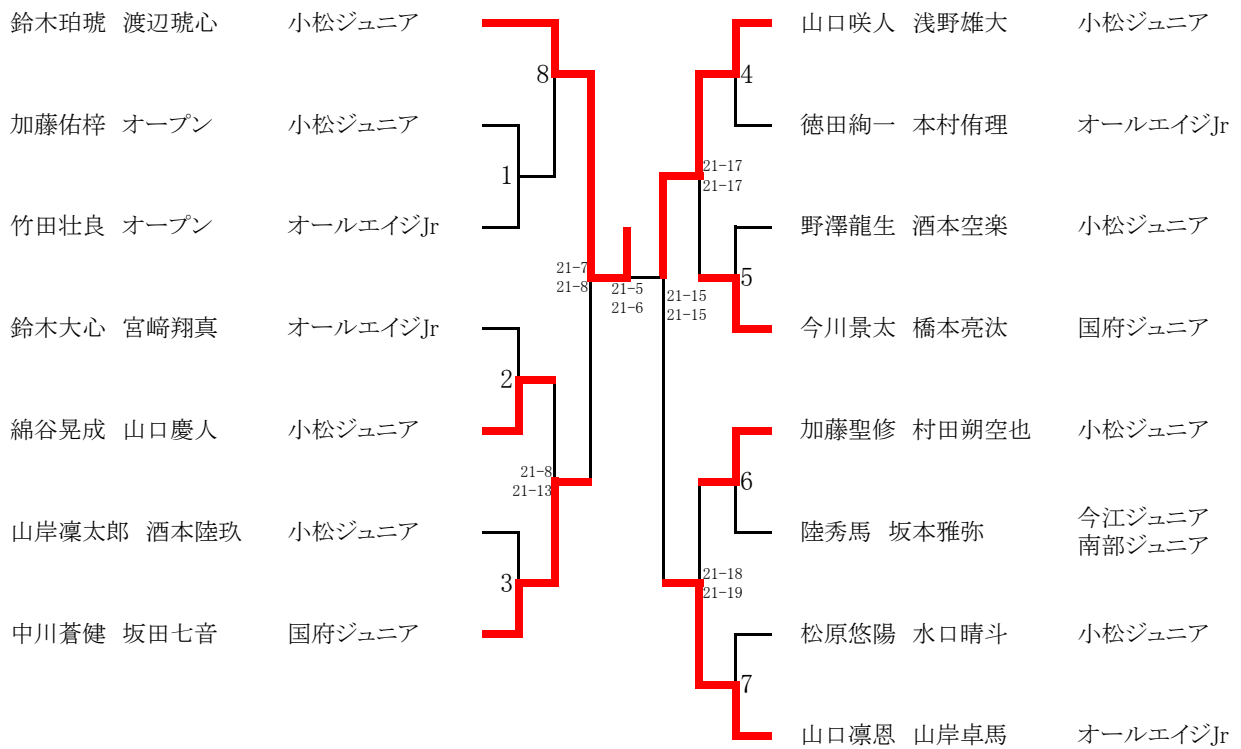 鈴木珀琥 渡辺琥心 小松ジュニア
8
加藤佑梓 オープン 小松ジュニア
1
竹田壮良 オープン オールエイジJr
21-7
21-8
鈴木大心 宮﨑翔真 オールエイジJr
2
綿谷晃成 山口慶人 小松ジュニア
21-8
21-13
山岸凜太郎 酒本陸玖 小松ジュニア
3
中川蒼健 坂田七音 国府ジュニア
21-5
21-6
山口咲人 浅野雄大 小松ジュニア
4
徳田絢一 本村侑理 オールエイジJr
21-17
21-17
野澤龍生 酒本空楽 小松ジュニア
5
今川景太 橋本亮汰 国府ジュニア
21-15
21-15
加藤聖修 村田朔空也 小松ジュニア
6
陸秀馬 坂本雅弥 今江ジュニア
南部ジュニア
21-18
21-19
松原悠陽 水口晴斗 小松ジュニア
7
山口凛恩 山岸卓馬 オールエイジJr